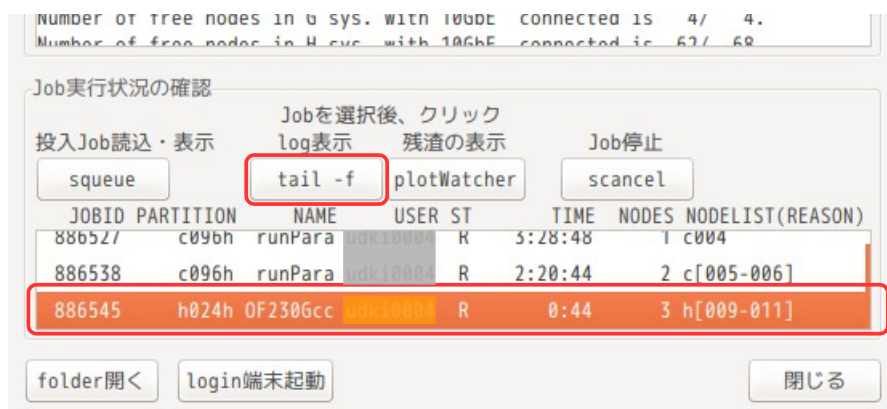 Number of free nodes in G sys. with 10GbE connected is 4/ 4.
Number of free nodes in H sys. with 10GbE connected is 62/ 68
Job実行状況の確認
Jobを選択後、クリック
投入Job読込・表示 log表示 残渣の表示 Job停止
squeue tail -f plotWatcher scancel
JOBID PARTITION NAME USER ST TIME NODES NODELIST(REASON)
886527 c096h runPara udki0004 R 3:28:48 1 c004
886538 c096h runPara udki0004 R 2:20:44 2 c[005-006]
886545 h024h OF230Gcc udki0004 R 0:44 3 h[009-011]
folder開く login端末起動 閉じる